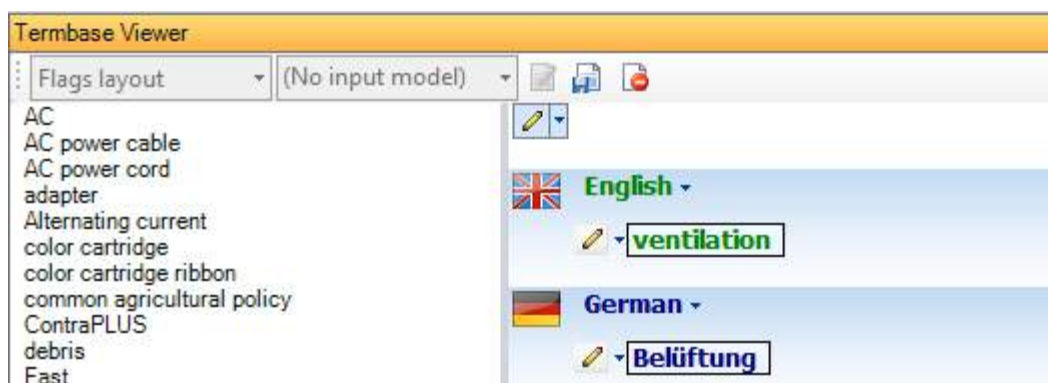 Termbase Viewer
Flags layout (No input model)
AC
AC power cable
AC power cord
adapter
Alternating current
color cartridge
color cartridge ribbon
common agricultural policy
ContraPLUS
debris
Fast
English
ventilation
German
Belüftung